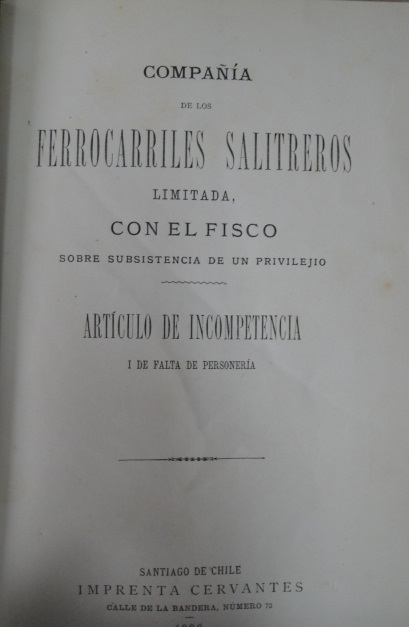 COMPAÑÍA
DE LOS
FERROCARRILES SALITREROS
LIMITADA,
CON EL FISCO
SOBRE SUBSISTENCIA DE UN PRIVILEJIO
ARTÍCULO DE INCOMPETENCIA
I DE FALTA DE PERSONERÍA
SANTIAGO DE CHILE
IMPRENTA CERVANTES
CALLE DE LA BANDERA, NÚMERO 73